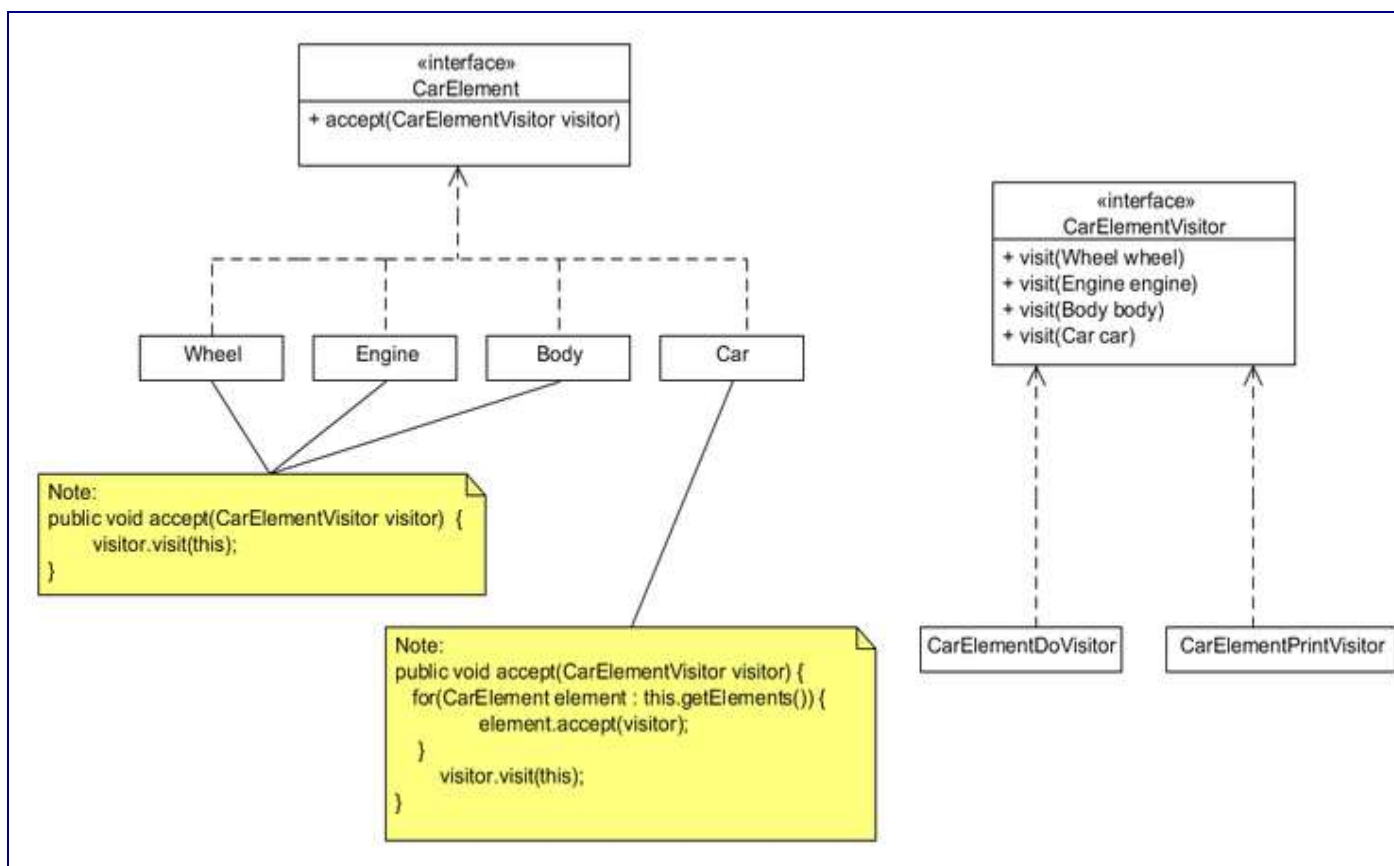 «interface»
CarElement
+ accept(CarElementVisitor visitor)
«interface»
CarElementVisitor
+ visit(Wheel wheel)
+ visit(Engine engine)
+ visit(Body body)
+ visit(Car car)
Wheel
Engine
Body
Car
Note:
public void accept(CarElementVisitor visitor) {
visitor.visit(this);
}
Note:
public void accept(CarElementVisitor visitor) {
for(CarElement element : this.getElements()) {
element.accept(visitor);
}
visitor.visit(this);
}
CarElementDoVisitor
CarElementPrintVisitor